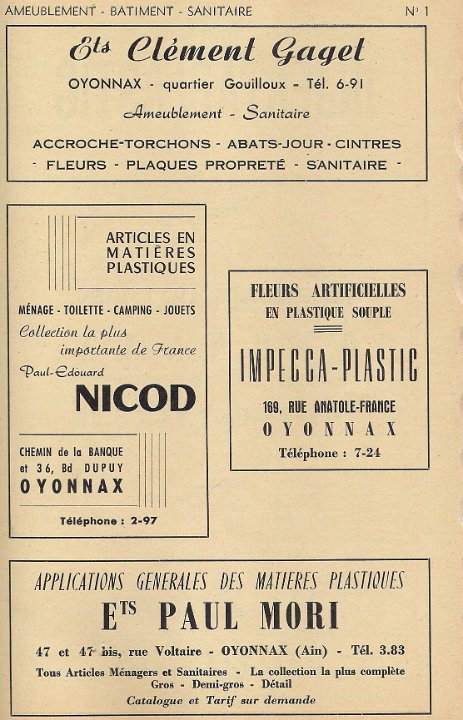 AMEUBLEMENT - BATIMENT - SANITAIRE N° 1
Ets Clément Gaget
OYONNAX - quartier Gouilloux - Tél. 6-91
Ameublement - Sanitaire
ACCROCHE-TORCHONS - ABATS-JOUR - CINTRES
- FLEURS - PLAQUES PROPRETÉ - SANITAIRE -
ARTICLES EN
MATIÈRES
PLASTIQUES
MÉNAGE - TOILETTE - CAMPING - JOUETS
Collection la plus
importante de France
Paul-Edouard
NICOD
CHEMIN de la BANQUE
et 36, Bd DUPUY
OYONNAX
Téléphone : 2-97
FLEURS ARTIFICIELLES
EN PLASTIQUE SOUPLE
IMPECCA-PLASTIC
169, RUE ANATOLE-FRANCE
OYONNAX
Téléphone : 7-24
APPLICATIONS GENERALES DES MATIERES PLASTIQUES
ETS PAUL MORI
47 et 47 bis, rue Voltaire - OYONNAX (Ain) - Tél. 3.83
Tous Articles Ménagers et Sanitaires - La collection la plus complète
Gros - Demi-gros - Détail
Catalogue et Tarif sur demande